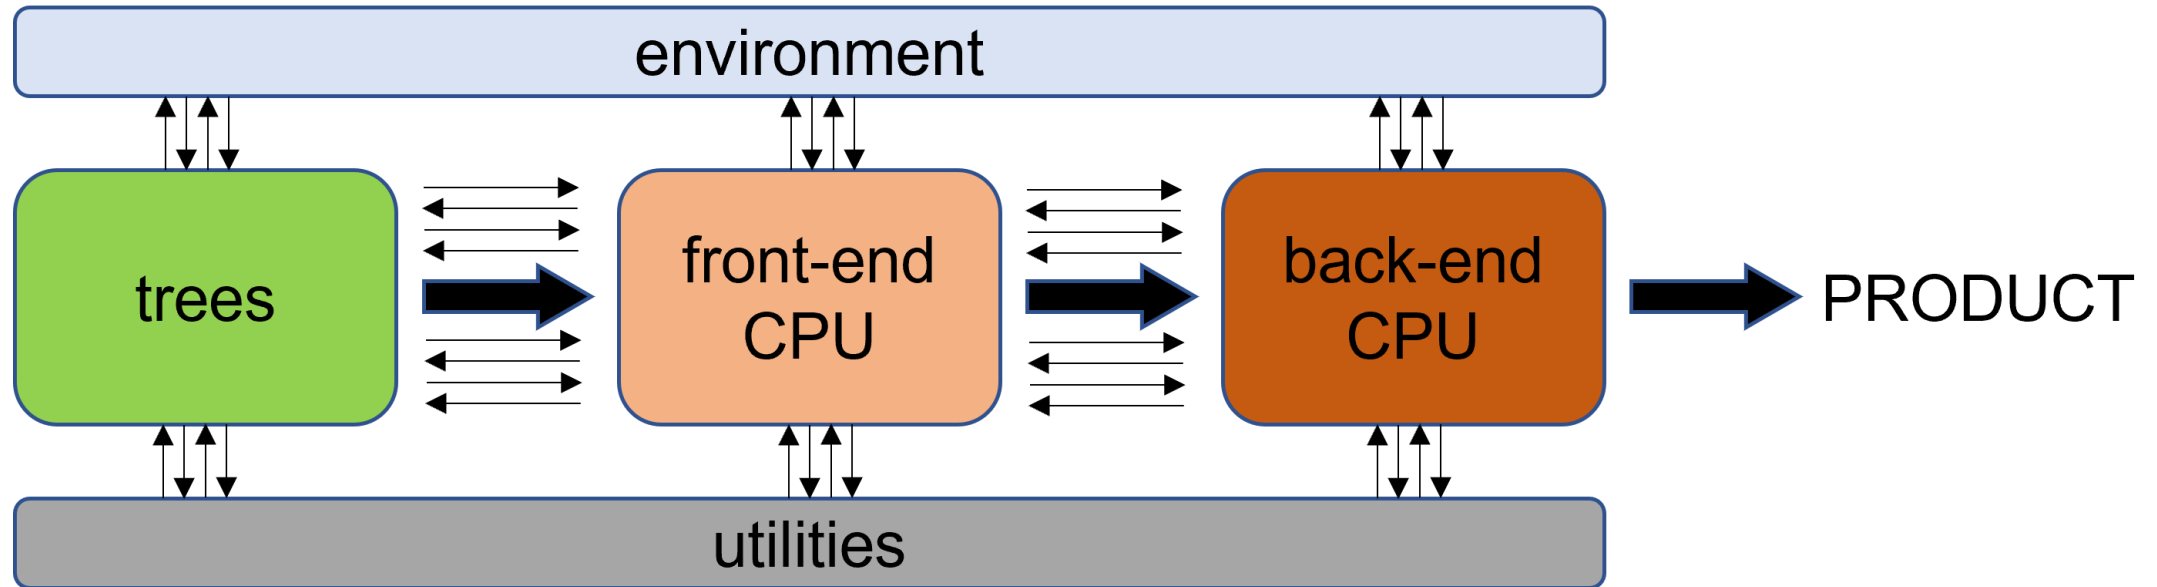 environment
trees
front-end
CPU
back-end
CPU
PRODUCT
utilities